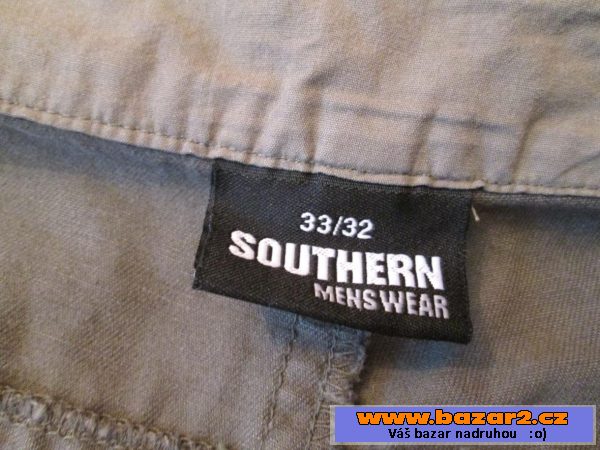 33/32
SOUTHERN
MENSWEAR
www.bazar2.cz
Váš bazar nadruhou :o)